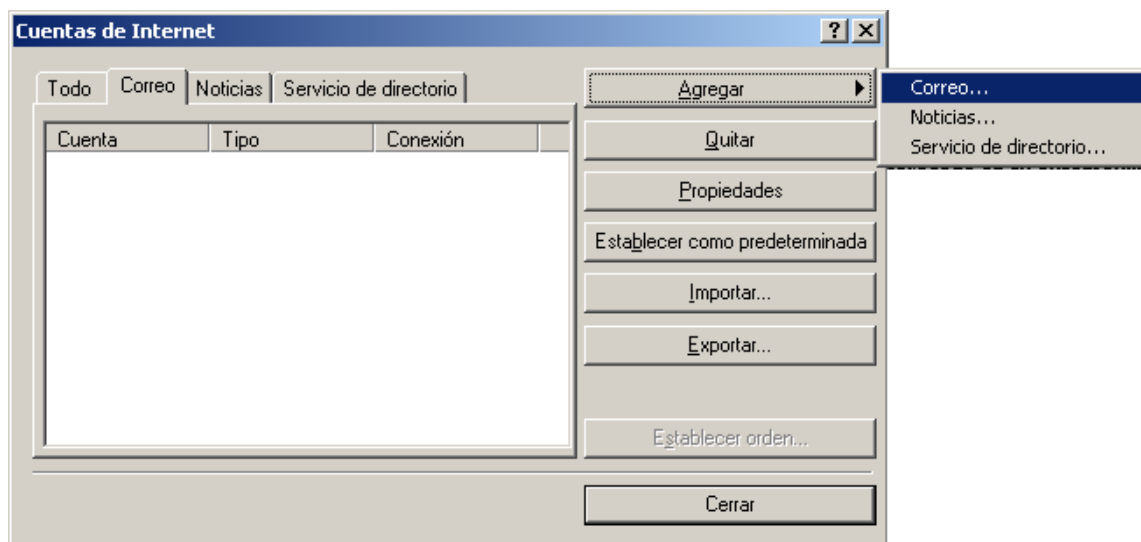 Cuentas de Internet
Todo Correo Noticias Servicio de directorio
Cuenta Tipo Conexión
Agregar
Quitar
Propiedades
Establecer como predeterminada
Importar...
Exportar...
Establecer orden...
Cerrar
Correo...
Noticias...
Servicio de directorio...